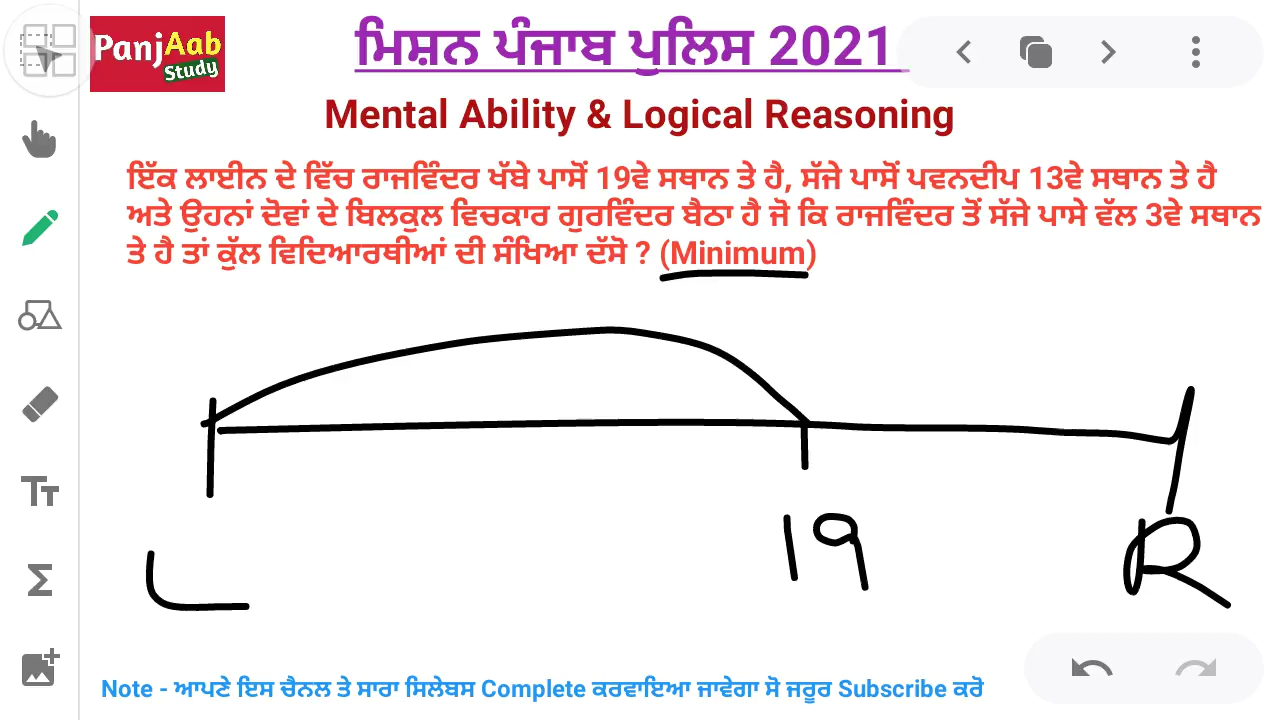 PanjAab
Study
ਮਿਸ਼ਨ ਪੰਜਾਬ ਪੁਲਿਸ 2021
Mental Ability & Logical Reasoning
ਇੱਕ ਲਾਈਨ ਦੇ ਵਿੱਚ ਰਾਜਵਿੰਦਰ ਖੱਬੇ ਪਾਸੋਂ 19ਵੇ ਸਥਾਨ ਤੇ ਹੈ, ਸੱਜੇ ਪਾਸੋਂ ਪਵਨਦੀਪ 13ਵੇ ਸਥਾਨ ਤੇ ਹੈ
ਅਤੇ ਉਹਨਾਂ ਦੋਵਾਂ ਦੇ ਬਿਲਕੁਲ ਵਿਚਕਾਰ ਗੁਰਵਿੰਦਰ ਬੈਠਾ ਹੈ ਜੋ ਕਿ ਰਾਜਵਿੰਦਰ ਤੋਂ ਸੱਜੇ ਪਾਸੇ ਵੱਲ 3ਵੇ ਸਥਾਨ
ਤੇ ਹੈ ਤਾਂ ਕੁੱਲ ਵਿਦਿਆਰਥੀਆਂ ਦੀ ਸੰਖਿਆ ਦੱਸੋ ? (Minimum)
19
L
R
Note - ਆਪਣੇ ਇਸ ਚੈਨਲ ਤੇ ਸਾਰਾ ਸਿਲੇਬਸ Complete ਕਰਵਾਇਆ ਜਾਵੇਗਾ ਸੋ ਜਰੂਰ Subscribe ਕਰੋ